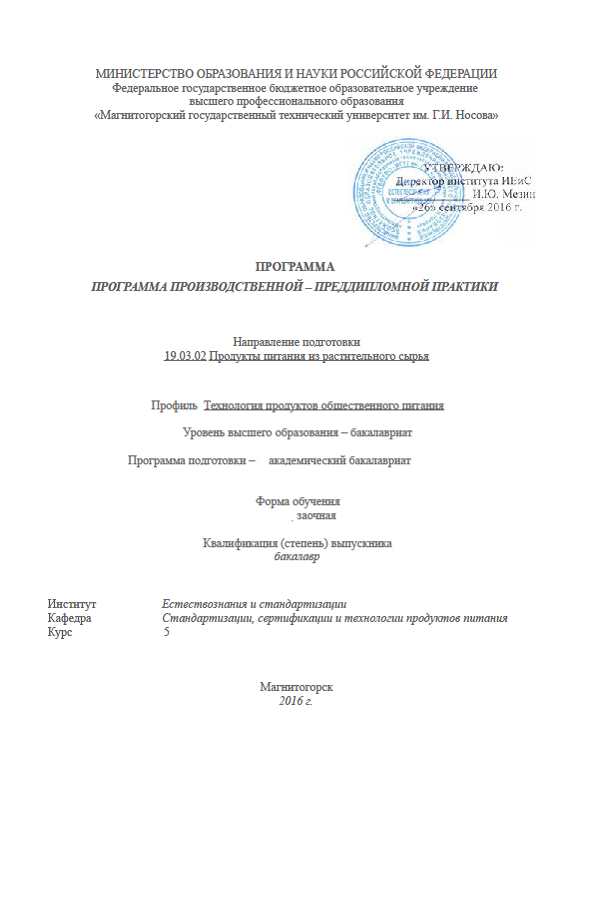 МИНИСТЕРСТВО ОБРАЗОВАНИЯ И НАУКИ РОССИЙСКОЙ ФЕДЕРАЦИИ
Федеральное государственное бюджетное образовательное учреждение
высшего профессионального образования
«Магнитогорский государственный технический университет им. Г.И. Носова»
УТВЕРЖДАЮ:
Директор института ИЕиС
И.Ю. Мезин
«26» сентября 2016 г.
ПРОГРАММА
ПРОГРАММА ПРОИЗВОДСТВЕННОЙ – ПРЕДДИПЛОМНОЙ ПРАКТИКИ
Направление подготовки
19.03.02 Продукты питания из растительного сырья
Профиль Технология продуктов общественного питания
Уровень высшего образования – бакалавриат
Программа подготовки – академический бакалавриат
Форма обучения
заочная
Квалификация (степень) выпускника
бакалавр
Институт Естествознания и стандартизации
Кафедра Стандартизации, сертификации и технологии продуктов питания
Курс 5
Магнитогорск
2016 г.